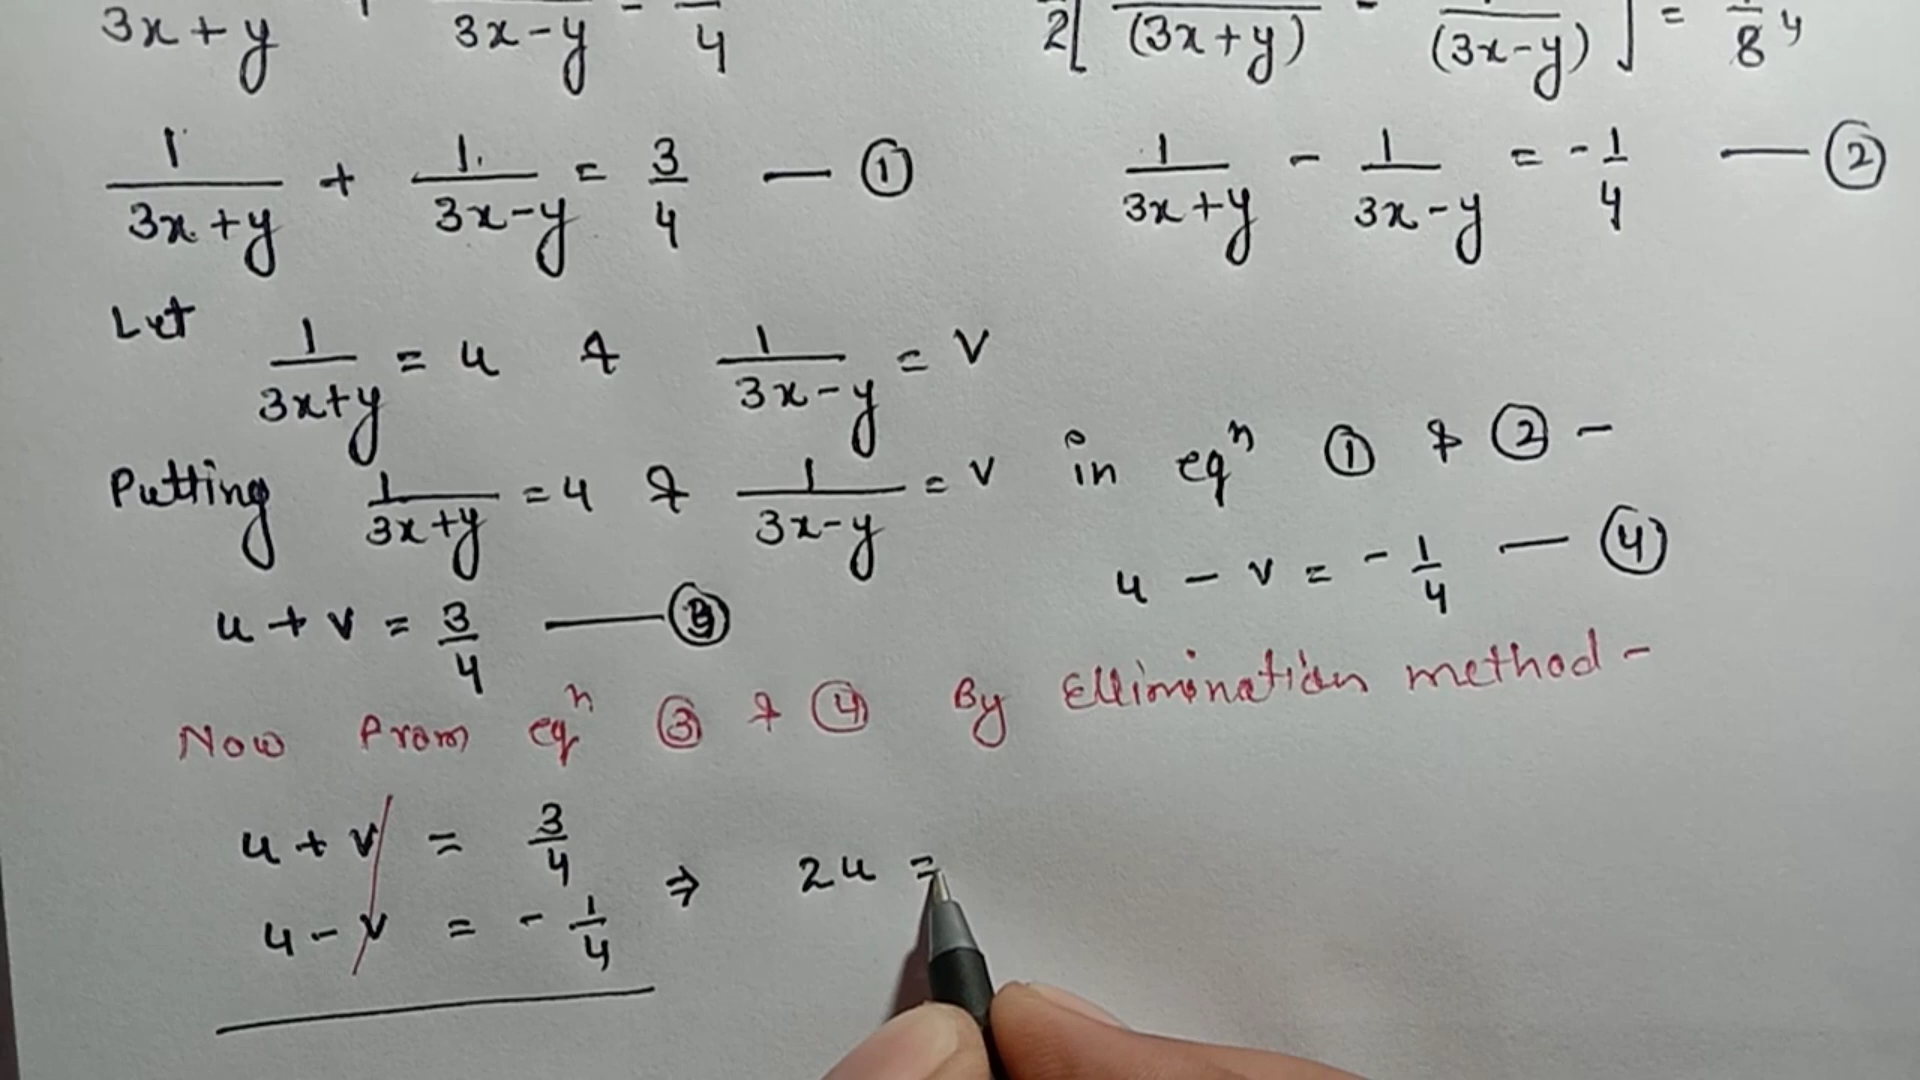 3x+y 3x-y = 4 2[ (3x+y) - (3x-y) ] = 8 y
1/(3x+y) + 1/(3x-y) = 3/4 — ① 1/(3x+y) - 1/(3x-y) = -1/4 — ②
Let 1/(3x+y) = u & 1/(3x-y) = v
Putting 1/(3x+y) = u & 1/(3x-y) = v in eqⁿ ① & ② -
u + v = 3/4 — ③ u - v = -1/4 — ④
Now From eqⁿ ③ & ④ By Ellimination method -
u + v = 3/4
u - v = -1/4 ⇒ 2u =